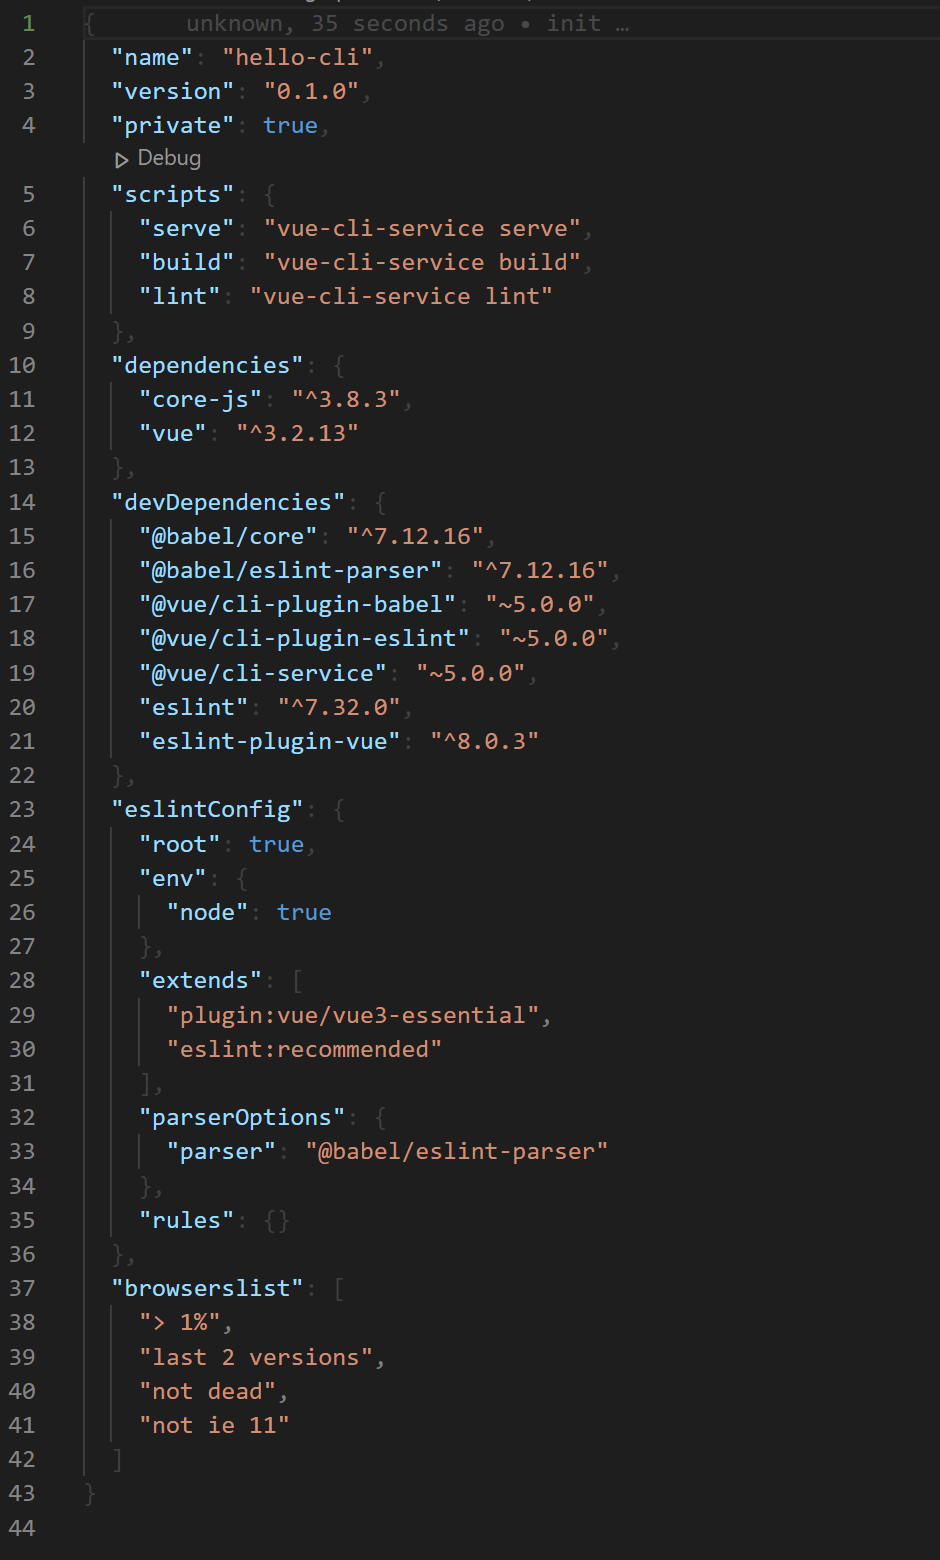 1 { unknown, 35 seconds ago • init …
2 "name": "hello-cli",
3 "version": "0.1.0",
4 "private": true,
Debug
5 "scripts": {
6 "serve": "vue-cli-service serve",
7 "build": "vue-cli-service build",
8 "lint": "vue-cli-service lint"
9 },
10 "dependencies": {
11 "core-js": "^3.8.3",
12 "vue": "^3.2.13"
13 },
14 "devDependencies": {
15 "@babel/core": "^7.12.16",
16 "@babel/eslint-parser": "^7.12.16",
17 "@vue/cli-plugin-babel": "~5.0.0",
18 "@vue/cli-plugin-eslint": "~5.0.0",
19 "@vue/cli-service": "~5.0.0",
20 "eslint": "^7.32.0",
21 "eslint-plugin-vue": "^8.0.3"
22 },
23 "eslintConfig": {
24 "root": true,
25 "env": {
26 "node": true
27 },
28 "extends": [
29 "plugin:vue/vue3-essential",
30 "eslint:recommended"
31 ],
32 "parserOptions": {
33 "parser": "@babel/eslint-parser"
34 },
35 "rules": {}
36 },
37 "browserslist": [
38 "> 1%",
39 "last 2 versions",
40 "not dead",
41 "not ie 11"
42 ]
43 }
44